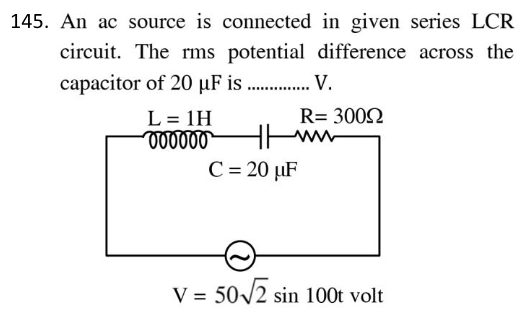 145. An ac source is connected in given series LCR
circuit. The rms potential difference across the
capacitor of 20 μF is .............. V.
L = 1H R= 300Ω
C = 20 μF
V = 50√2 sin 100t volt